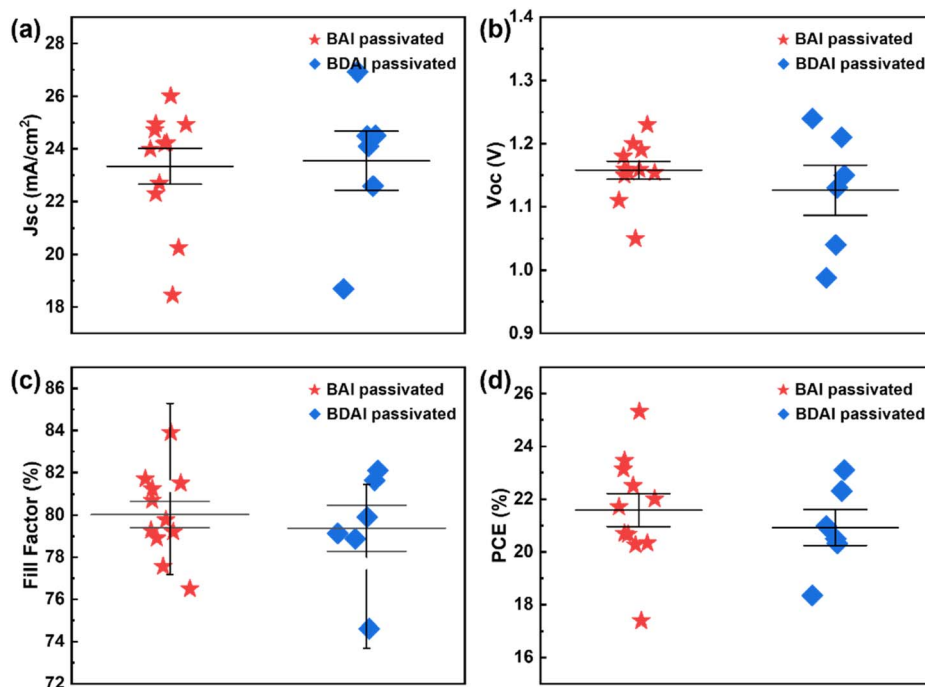 (a)
BAI passivated
BDAI passivated
Jsc (mA/cm²)
28
26
24
22
20
18
(b)
BAI passivated
BDAI passivated
Voc (V)
1.4
1.3
1.2
1.1
1.0
0.9
(c)
BAI passivated
BDAI passivated
Fill Factor (%)
86
84
82
80
78
76
74
72
(d)
BAI passivated
BDAI passivated
PCE (%)
26
24
22
20
18
16
14